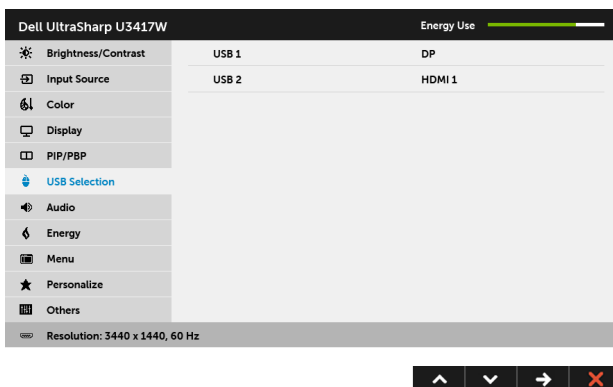 Dell UltraSharp U3417W
Energy Use
Brightness/Contrast
USB 1
DP
Input Source
USB 2
HDMI 1
Color
Display
PIP/PBP
USB Selection
Audio
Energy
Menu
Personalize
Others
Resolution: 3440 x 1440, 60 Hz